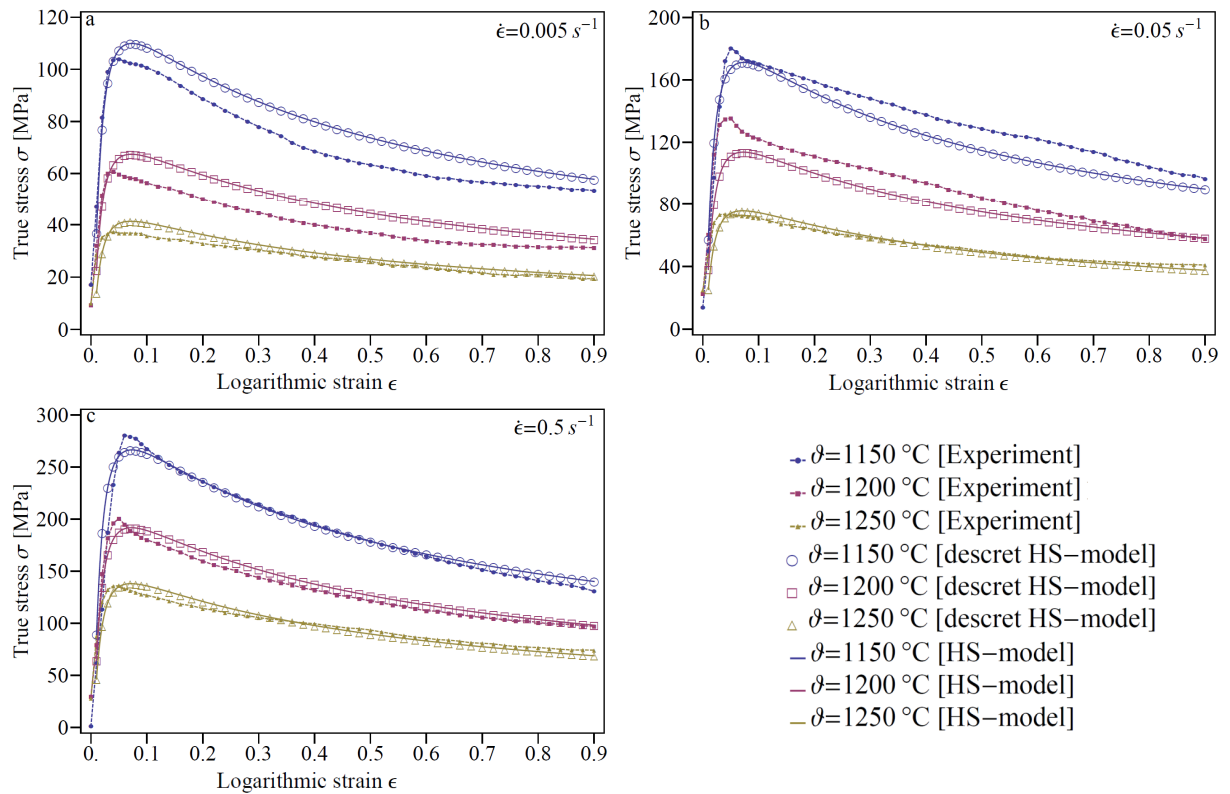 a
ϵ̇=0.005 s⁻¹
True stress σ [MPa]
120
100
80
60
40
20
0
0. 0.1 0.2 0.3 0.4 0.5 0.6 0.7 0.8 0.9
Logarithmic strain ϵ
b
ϵ̇=0.05 s⁻¹
True stress σ [MPa]
200
160
120
80
40
0
0. 0.1 0.2 0.3 0.4 0.5 0.6 0.7 0.8 0.9
Logarithmic strain ϵ
c
ϵ̇=0.5 s⁻¹
True stress σ [MPa]
300
250
200
150
100
50
0
0. 0.1 0.2 0.3 0.4 0.5 0.6 0.7 0.8 0.9
Logarithmic strain ϵ
ϑ=1150 °C [Experiment]
ϑ=1200 °C [Experiment]
ϑ=1250 °C [Experiment]
ϑ=1150 °C [descret HS−model]
ϑ=1200 °C [descret HS−model]
ϑ=1250 °C [descret HS−model]
ϑ=1150 °C [HS−model]
ϑ=1200 °C [HS−model]
ϑ=1250 °C [HS−model]